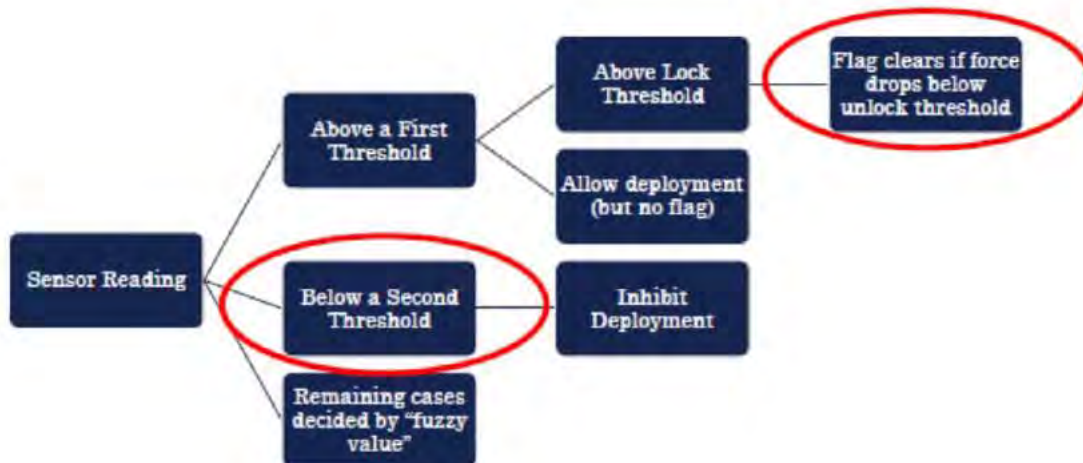 Sensor Reading
Above a First
Threshold
Above Lock
Threshold
Flag clears if force
drops below
unlock threshold
Allow deployment
(but no flag)
Below a Second
Threshold
Inhibit
Deployment
Remaining cases
decided by “fuzzy
value”